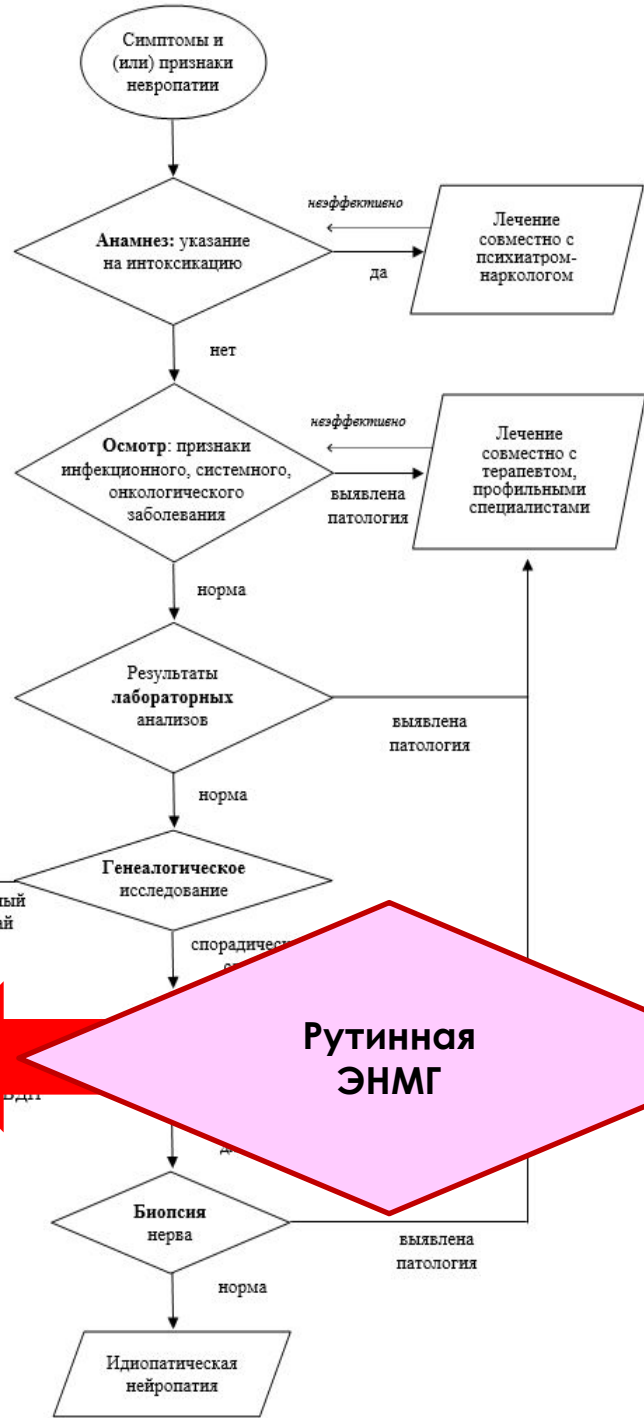 Симптомы и
(или) признаки
невропатии
неэффективно
Анамнез: указание
на интоксикацию
да
Лечение
совместно с
психиатром-
наркологом
нет
неэффективно
Осмотр: признаки
инфекционного, системного,
онкологического
заболевания
выявлена
патология
Лечение
совместно с
терапевтом,
профильными
специалистами
норма
Результаты
лабораторных
анализов
выявлена
патология
норма
Генеалогическое
исследование
спорадическ
Рутинная
ЭНМГ
Биопсия
нерва
выявлена
патология
норма
Идиопатическая
нейропатия